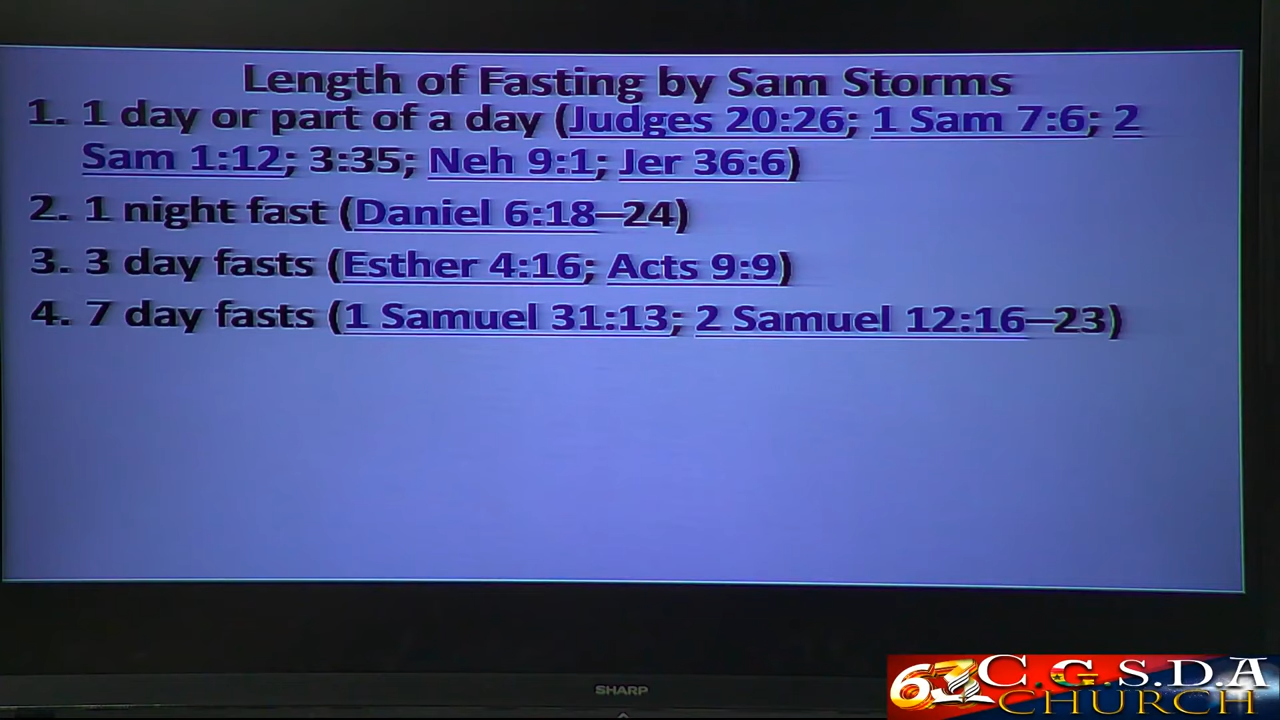 Length of Fasting by Sam Storms
1. 1 day or part of a day (Judges 20:26; 1 Sam 7:6; 2
Sam 1:12; 3:35; Neh 9:1; Jer 36:6)
2. 1 night fast (Daniel 6:18–24)
3. 3 day fasts (Esther 4:16; Acts 9:9)
4. 7 day fasts (1 Samuel 31:13; 2 Samuel 12:16–23)
SHARP
C.G.S.D.A
CHURCH